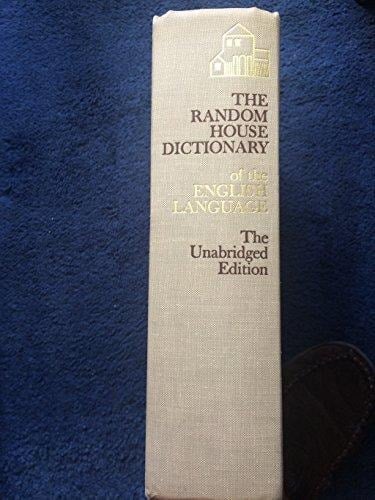 THE
RANDOM
HOUSE
DICTIONARY
of the
ENGLISH
LANGUAGE
The
Unabridged
Edition